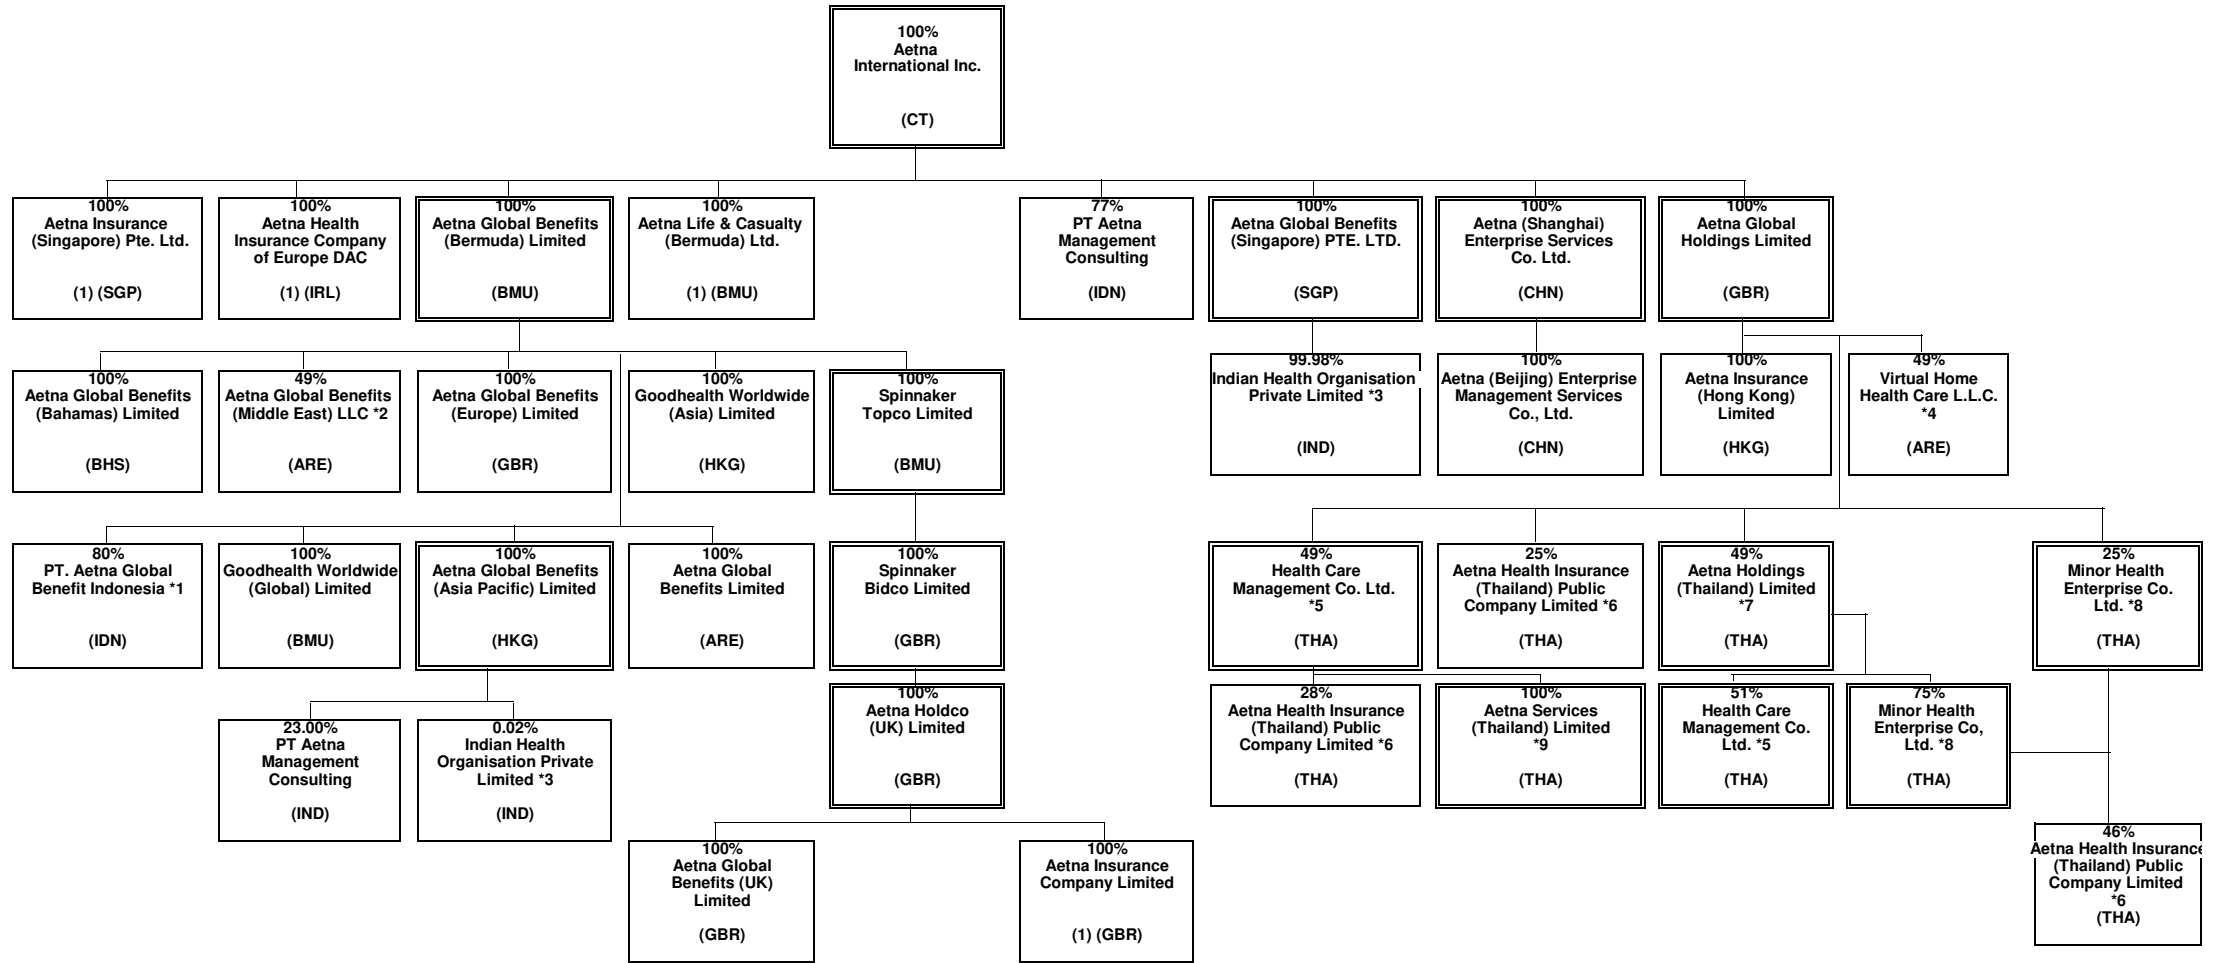 100%
Aetna
International Inc.
(CT)
100%
Aetna Insurance
(Singapore) Pte. Ltd.
(1) (SGP)
100%
Aetna Health
Insurance Company
of Europe DAC
(1) (IRL)
100%
Aetna Global Benefits
(Bermuda) Limited
(BMU)
100%
Aetna Life & Casualty
(Bermuda) Ltd.
(1) (BMU)
77%
PT Aetna
Management
Consulting
(IDN)
100%
Aetna Global Benefits
(Singapore) PTE. LTD.
(SGP)
100%
Aetna (Shanghai)
Enterprise Services
Co. Ltd.
(CHN)
100%
Aetna Global
Holdings Limited
(GBR)
100%
Aetna Global Benefits
(Bahamas) Limited
(BHS)
49%
Aetna Global Benefits
(Middle East) LLC *2
(ARE)
100%
Aetna Global Benefits
(Europe) Limited
(GBR)
100%
Goodhealth Worldwide
(Asia) Limited
(HKG)
100%
Spinnaker
Topco Limited
(BMU)
99.98%
Indian Health Organisation
Private Limited *3
(IND)
100%
Aetna (Beijing) Enterprise
Management Services
Co., Ltd.
(CHN)
100%
Aetna Insurance
(Hong Kong)
Limited
(HKG)
49%
Virtual Home
Health Care L.L.C.
*4
(ARE)
80%
PT. Aetna Global
Benefit Indonesia *1
(IDN)
100%
Goodhealth Worldwide
(Global) Limited
(BMU)
100%
Aetna Global Benefits
(Asia Pacific) Limited
(HKG)
100%
Aetna Global
Benefits Limited
(ARE)
100%
Spinnaker
Bidco Limited
(GBR)
49%
Health Care
Management Co. Ltd.
*5
(THA)
25%
Aetna Health Insurance
(Thailand) Public
Company Limited *6
(THA)
49%
Aetna Holdings
(Thailand) Limited
*7
(THA)
25%
Minor Health
Enterprise Co.
Ltd. *8
(THA)
23.00%
PT Aetna
Management
Consulting
(IND)
0.02%
Indian Health
Organisation Private
Limited *3
(IND)
100%
Aetna Holdco
(UK) Limited
(GBR)
28%
Aetna Health Insurance
(Thailand) Public
Company Limited *6
(THA)
100%
Aetna Services
(Thailand) Limited
*9
(THA)
51%
Health Care
Management Co.
Ltd. *5
(THA)
75%
Minor Health
Enterprise Co,
Ltd. *8
(THA)
100%
Aetna Global
Benefits (UK)
Limited
(GBR)
100%
Aetna Insurance
Company Limited
(1) (GBR)
46%
Aetna Health Insurance
(Thailand) Public
Company Limited
*6
(THA)